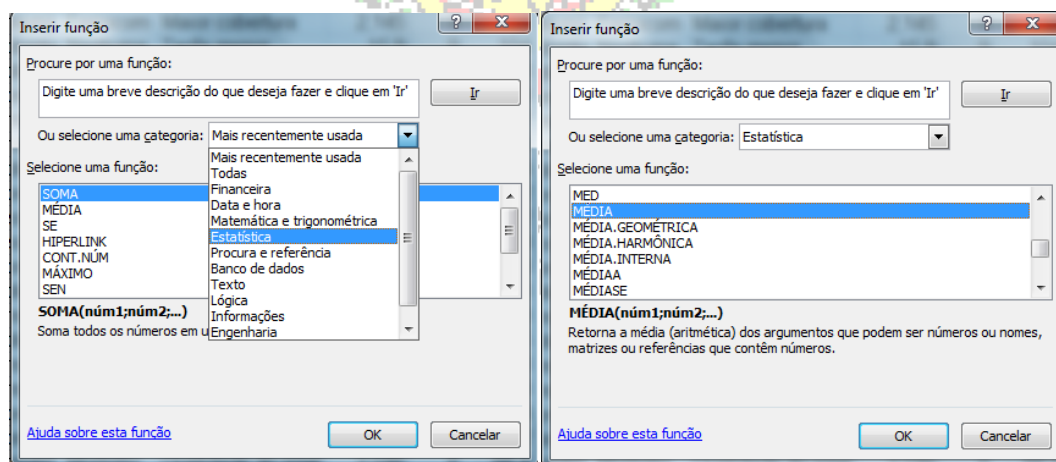 Inserir função
Procure por uma função:
Digite uma breve descrição do que deseja fazer e clique em 'Ir'
Ir
Ou selecione uma categoria: Mais recentemente usada
Mais recentemente usada
Todas
Financeira
Data e hora
Matemática e trigonométrica
Estatística
Procura e referência
Banco de dados
Texto
Lógica
Informações
Engenharia
Selecione uma função:
SOMA
MÉDIA
SE
HIPERLINK
CONT.NÚM
MÁXIMO
SEN
SOMA(núm1;núm2;...)
Soma todos os números em u
Ajuda sobre esta função
OK
Cancelar
Inserir função
Procure por uma função:
Digite uma breve descrição do que deseja fazer e clique em 'Ir'
Ir
Ou selecione uma categoria: Estatística
Selecione uma função:
MED
MÉDIA
MÉDIA.GEOMÉTRICA
MÉDIA.HARMÔNICA
MÉDIA.INTERNA
MÉDIAA
MÉDIASE
MÉDIA(núm1;núm2;...)
Retorna a média (aritmética) dos argumentos que podem ser números ou nomes,
matrizes ou referências que contêm números.
Ajuda sobre esta função
OK
Cancelar